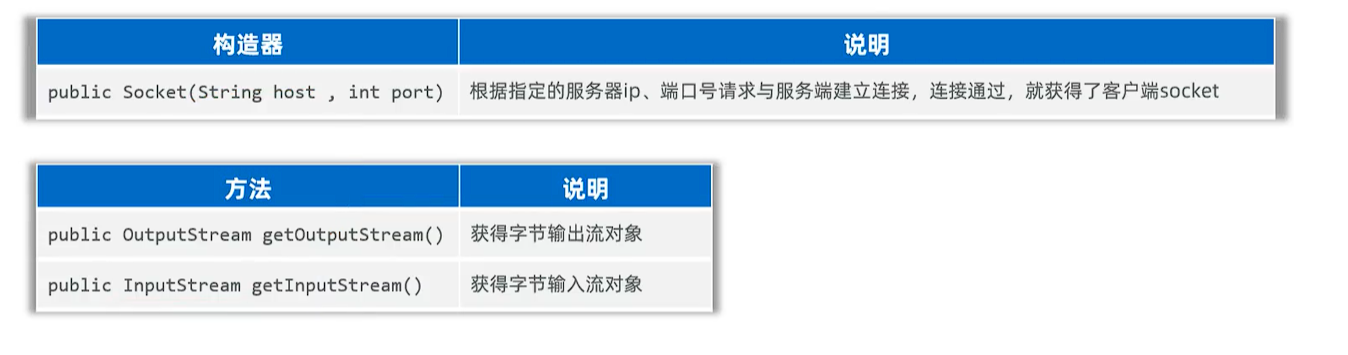 构造器 说明
public Socket(String host , int port) 根据指定的服务器ip、端口号请求与服务端建立连接，连接通过，就获得了客户端socket
方法 说明
public OutputStream getOutputStream() 获得字节输出流对象
public InputStream getInputStream() 获得字节输入流对象